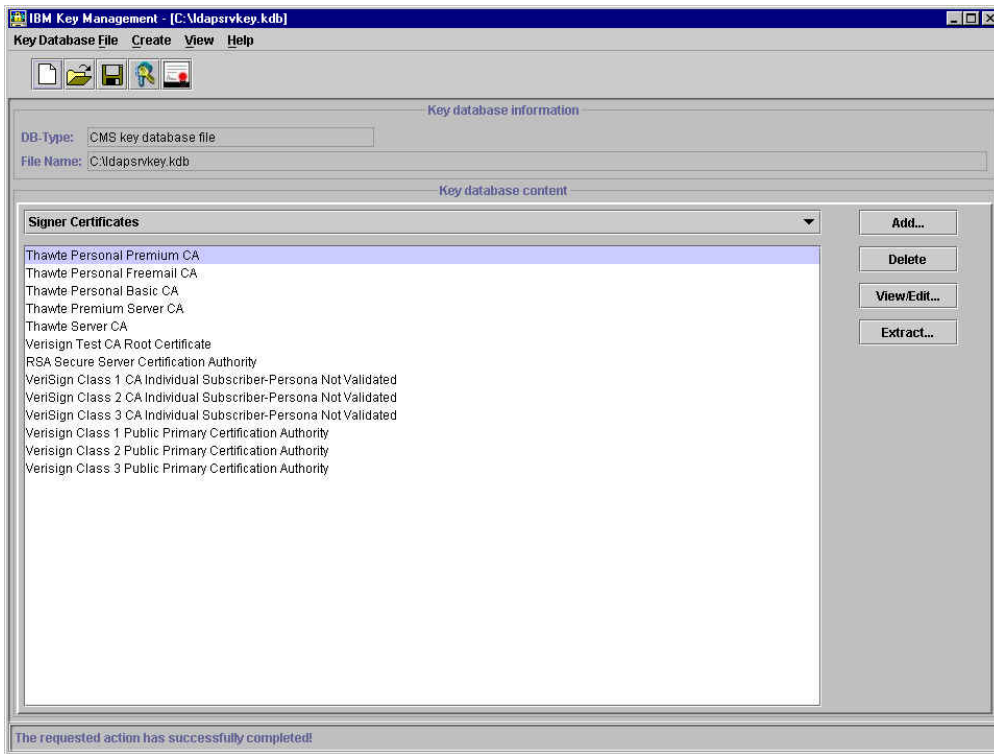 IBM Key Management - [C:\ldapsrvkey.kdb]
Key Database File Create View Help
Key database information
DB-Type: CMS key database file
File Name: C:\ldapsrvkey.kdb
Key database content
Signer Certificates
Add...
Thawte Personal Premium CA
Delete
Thawte Personal Freemail CA
Thawte Personal Basic CA
View/Edit...
Thawte Premium Server CA
Thawte Server CA
Extract...
Verisign Test CA Root Certificate
RSA Secure Server Certification Authority
VeriSign Class 1 CA Individual Subscriber-Persona Not Validated
VeriSign Class 2 CA Individual Subscriber-Persona Not Validated
VeriSign Class 3 CA Individual Subscriber-Persona Not Validated
Verisign Class 1 Public Primary Certification Authority
Verisign Class 2 Public Primary Certification Authority
Verisign Class 3 Public Primary Certification Authority
The requested action has successfully completed!